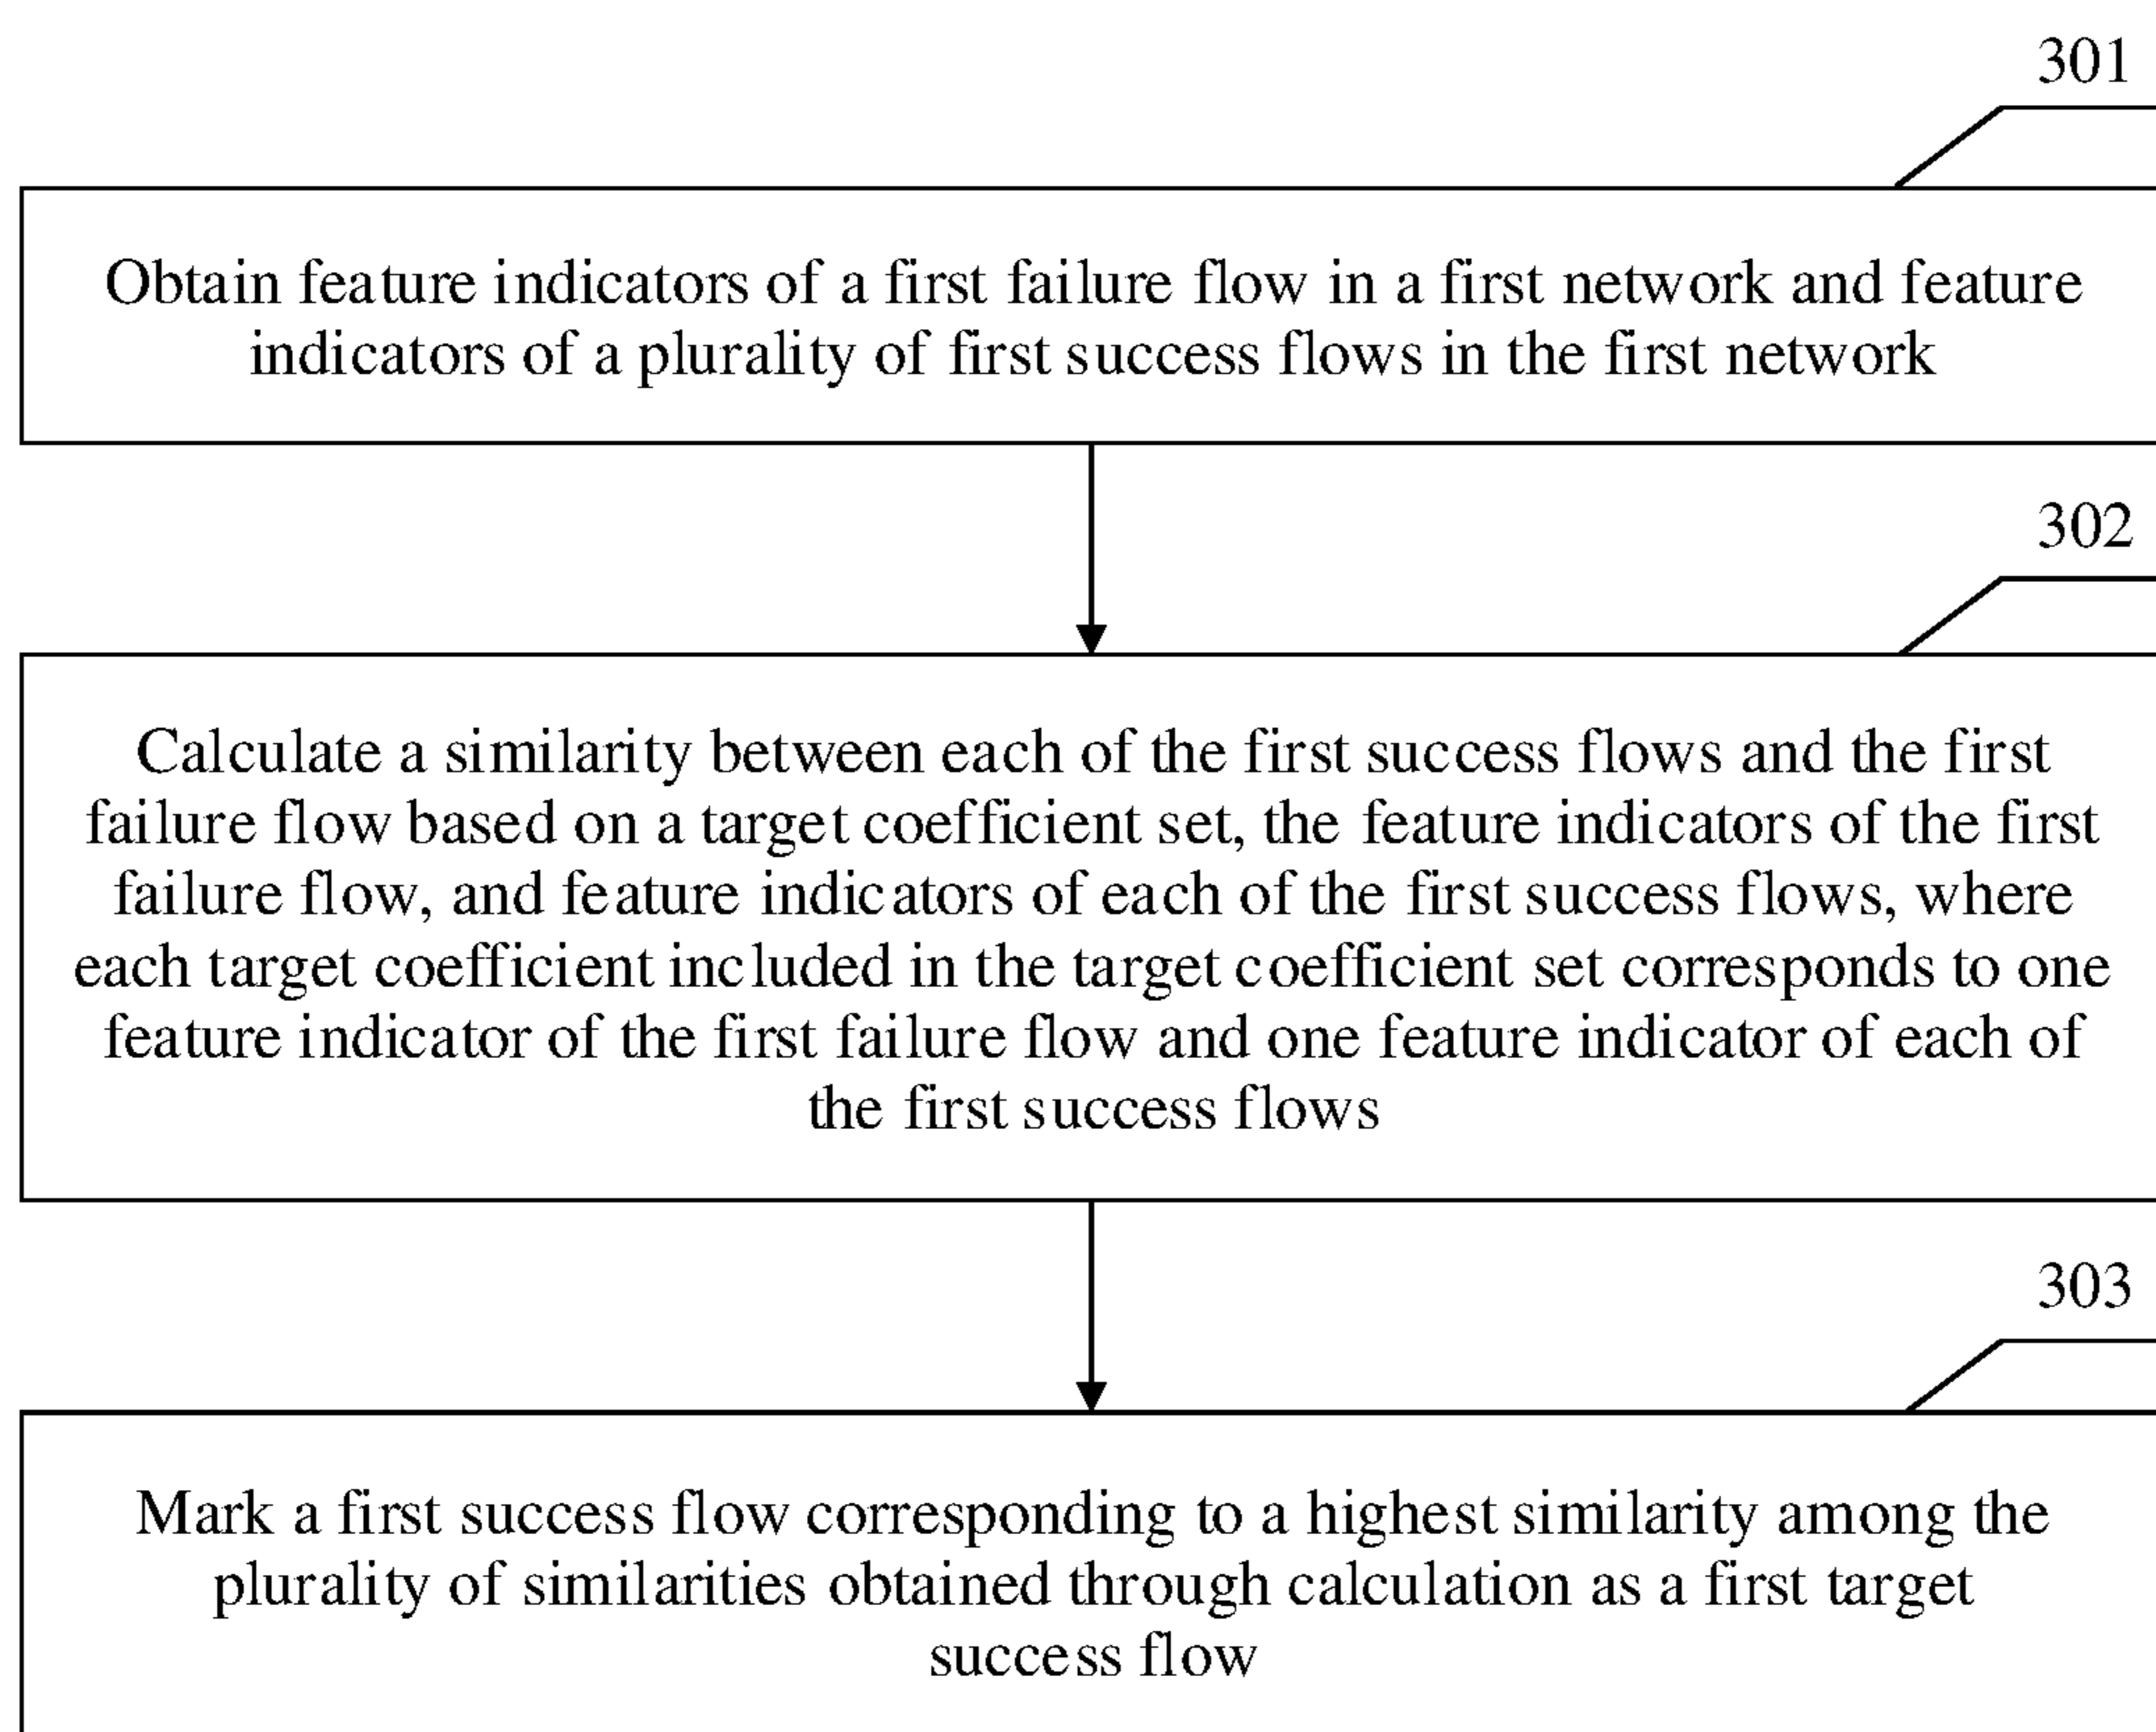 301
Obtain feature indicators of a first failure flow in a first network and feature
indicators of a plurality of first success flows in the first network
302
Calculate a similarity between each of the first success flows and the first
failure flow based on a target coefficient set, the feature indicators of the first
failure flow, and feature indicators of each of the first success flows, where
each target coefficient included in the target coefficient set corresponds to one
feature indicator of the first failure flow and one feature indicator of each of
the first success flows
303
Mark a first success flow corresponding to a highest similarity among the
plurality of similarities obtained through calculation as a first target
success flow